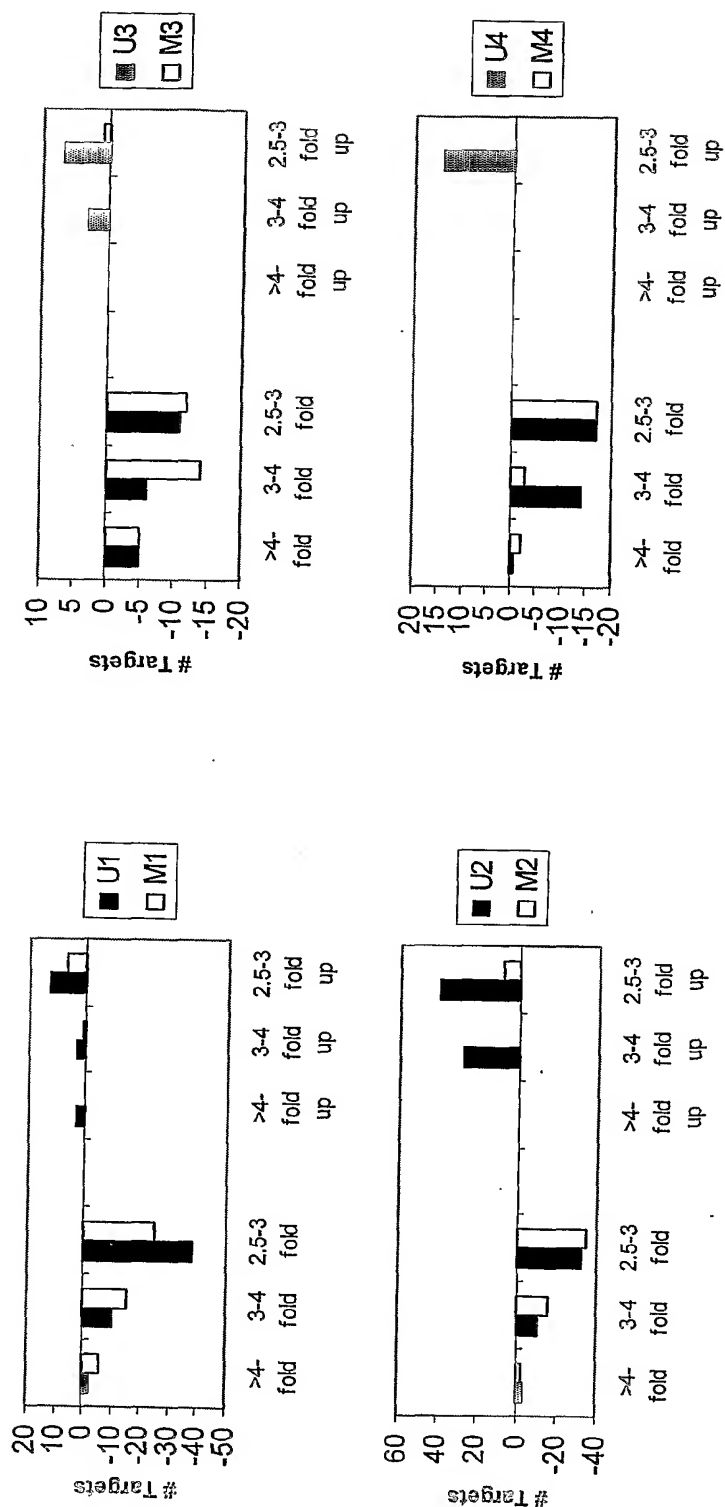 20
10
0
-10
-20
-30
-40
-50
# Targets
>4- 3-4 2.5-3 >4- 3-4 2.5-3
fold fold fold fold fold fold
up up up
U1
M1
10
5
0
-5
-10
-15
-20
# Targets
>4- 3-4 2.5-3 >4- 3-4 2.5-3
fold fold fold fold fold fold
up up up
U3
M3
60
40
20
0
-20
-40
# Targets
>4- 3-4 2.5-3 >4- 3-4 2.5-3
fold fold fold fold fold fold
up up up
U2
M2
20
15
10
5
0
-5
-10
-15
-20
# Targets
>4- 3-4 2.5-3 >4- 3-4 2.5-3
fold fold fold fold fold fold
up up up
U4
M4